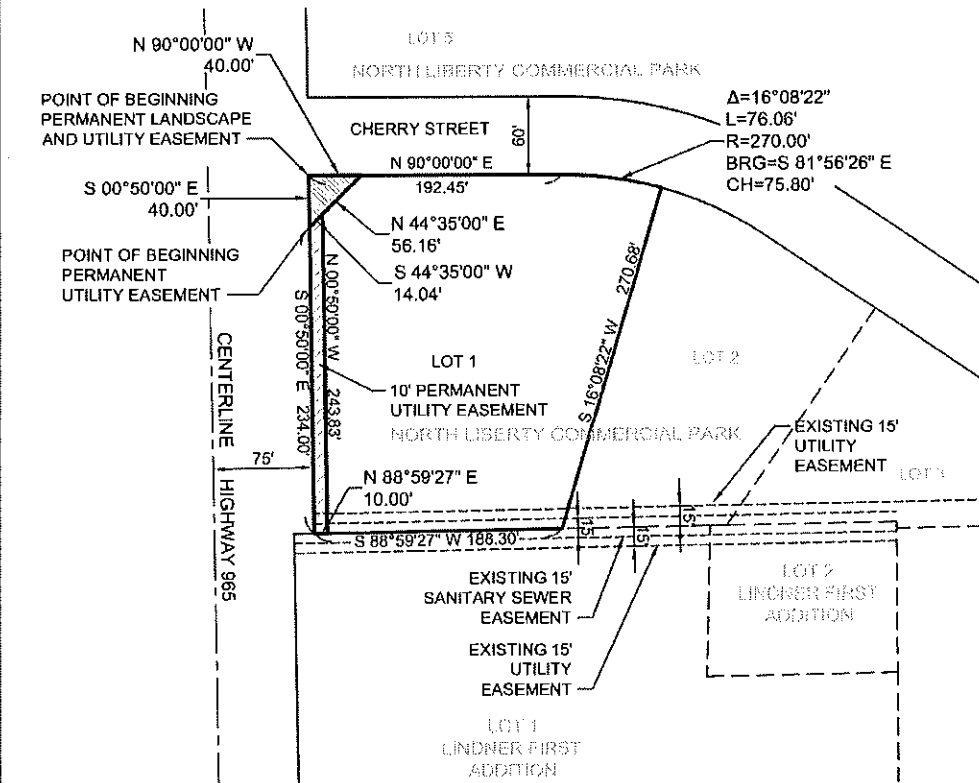 LOT 5
NORTH LIBERTY COMMERCIAL PARK
N 90°00'00" W
40.00'
POINT OF BEGINNING
PERMANENT LANDSCAPE
AND UTILITY EASEMENT
CHERRY STREET
60'
Δ=16°08'22"
L=76.06'
R=270.00'
BRG=S 81°56'26" E
CH=75.80'
N 90°00'00" E
192.45'
S 00°50'00" E
40.00'
N 44°35'00" E
56.16'
S 44°35'00" W
14.04'
POINT OF BEGINNING
PERMANENT
UTILITY EASEMENT
S 00°50'00" E 234.00'
N 00°50'00" W 243.83'
S 16°08'22" W 270.68'
LOT 1
10' PERMANENT
UTILITY EASEMENT
LOT 2
NORTH LIBERTY COMMERCIAL PARK
EXISTING 15'
UTILITY
EASEMENT
LOT 3
CENTERLINE HIGHWAY 965
75'
N 88°59'27" E
10.00'
S 88°59'27" W 188.30'
15'
15'
15'
EXISTING 15'
SANITARY SEWER
EASEMENT
EXISTING 15'
UTILITY
EASEMENT
LOT 2
LINDNER FIRST
ADDITION
LOT 1
LINDNER FIRST
ADDITION